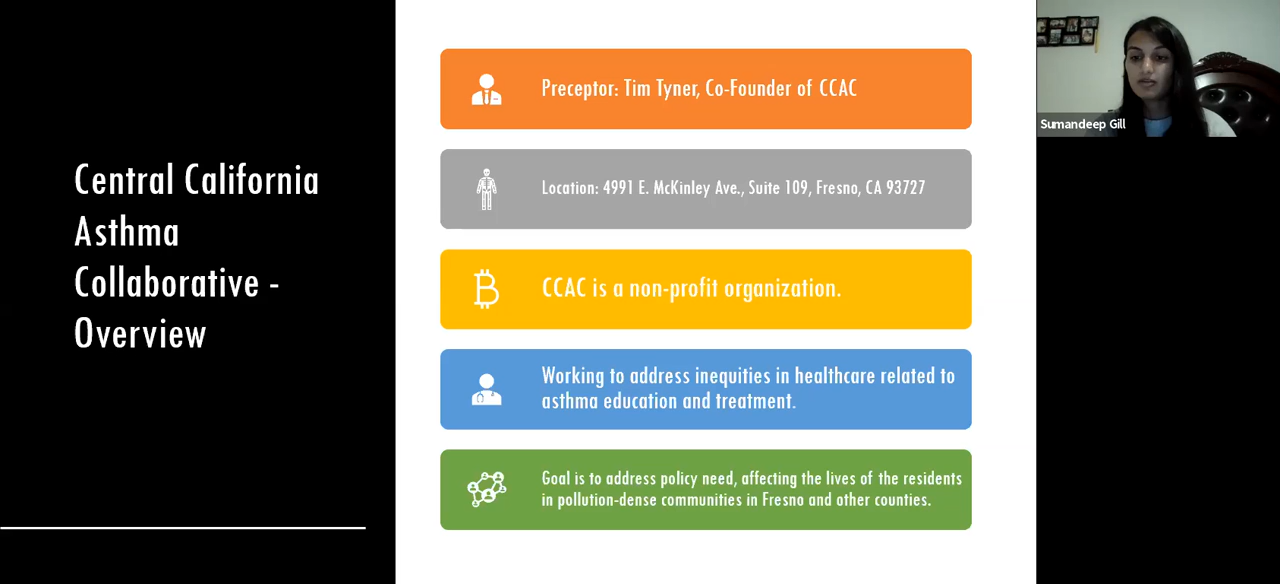 Central California
Asthma
Collaborative -
Overview
Preceptor: Tim Tyner, Co-Founder of CCAC
Location: 4991 E. McKinley Ave., Suite 109, Fresno, CA 93727
CCAC is a non-profit organization.
Working to address inequities in healthcare related to
asthma education and treatment.
Goal is to address policy need, affecting the lives of the residents
in pollution-dense communities in Fresno and other counties.
Sumandeep Gill